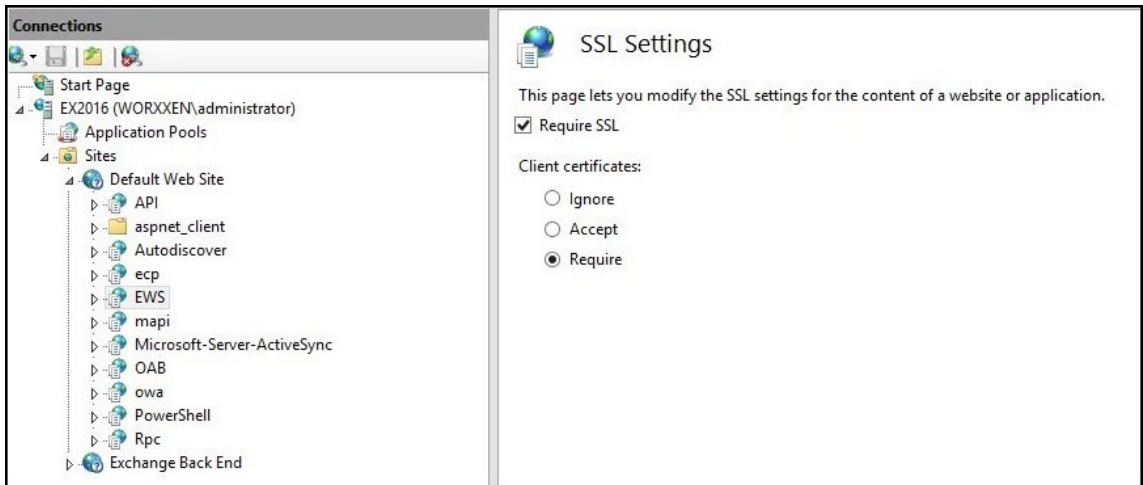 Connections
Start Page
EX2016 (WORXXEN\administrator)
Application Pools
Sites
Default Web Site
API
aspnet_client
Autodiscover
ecp
EWS
mapi
Microsoft-Server-ActiveSync
OAB
owa
PowerShell
Rpc
Exchange Back End
SSL Settings
This page lets you modify the SSL settings for the content of a website or application.
Require SSL
Client certificates:
Ignore
Accept
Require